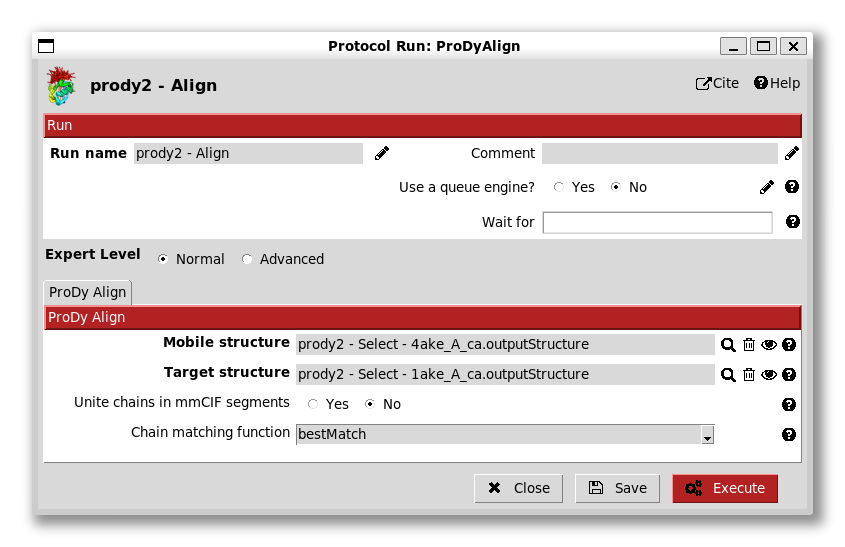 Protocol Run: ProDyAlign
prody2 - Align
Cite Help
Run
Run name prody2 - Align Comment
Use a queue engine? Yes No
Wait for
Expert Level Normal Advanced
ProDy Align
ProDy Align
Mobile structure prody2 - Select - 4ake_A_ca.outputStructure
Target structure prody2 - Select - 1ake_A_ca.outputStructure
Unite chains in mmCIF segments Yes No
Chain matching function bestMatch
Close Save Execute